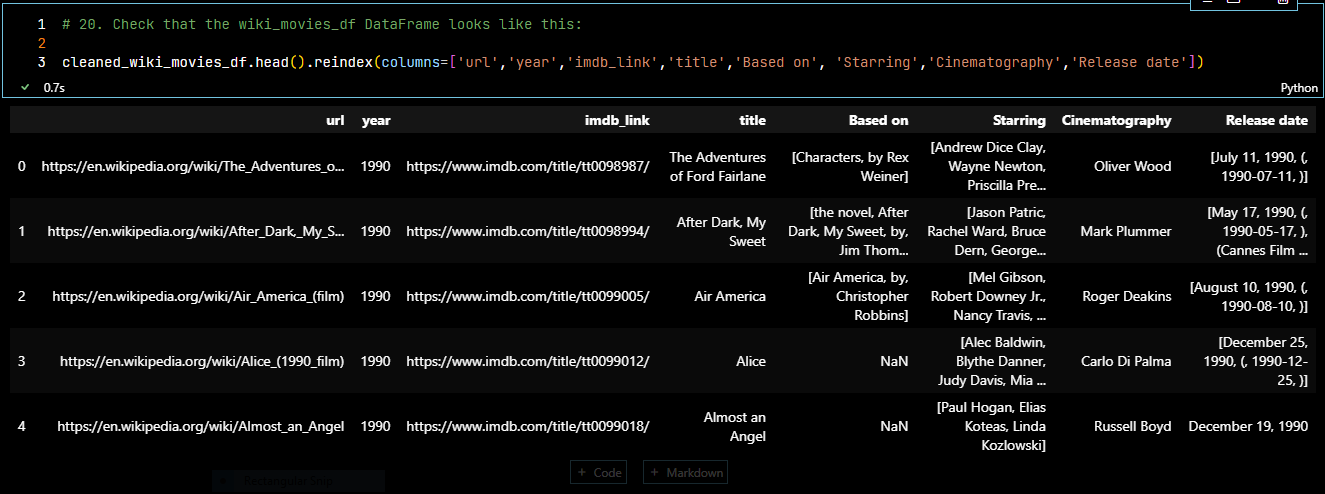 1 # 20. Check that the wiki_movies_df DataFrame looks like this:
2
3 cleaned_wiki_movies_df.head().reindex(columns=['url','year','imdb_link','title','Based on', 'Starring','Cinematography','Release date'])
0.7s Python
url year imdb_link title Based on Starring Cinematography Release date
0 https://en.wikipedia.org/wiki/The_Adventures_o... 1990 https://www.imdb.com/title/tt0098987/ The Adventures of Ford Fairlane [Characters, by Rex Weiner] [Andrew Dice Clay, Wayne Newton, Priscilla Pre... Oliver Wood [July 11, 1990, (, 1990-07-11, )]
1 https://en.wikipedia.org/wiki/After_Dark,_My_S... 1990 https://www.imdb.com/title/tt0098994/ After Dark, My Sweet [the novel, After Dark, My Sweet, by, Jim Thom... [Jason Patric, Rachel Ward, Bruce Dern, George... Mark Plummer [May 17, 1990, (, 1990-05-17, ), (Cannes Film ...
2 https://en.wikipedia.org/wiki/Air_America_(film) 1990 https://www.imdb.com/title/tt0099005/ Air America [Air America, by, Christopher Robbins] [Mel Gibson, Robert Downey Jr., Nancy Travis, ... Roger Deakins [August 10, 1990, (, 1990-08-10, )]
3 https://en.wikipedia.org/wiki/Alice_(1990_film) 1990 https://www.imdb.com/title/tt0099012/ Alice NaN [Alec Baldwin, Blythe Danner, Judy Davis, Mia ... Carlo Di Palma [December 25, 1990, (, 1990-12-25, )]
4 https://en.wikipedia.org/wiki/Almost_an_Angel 1990 https://www.imdb.com/title/tt0099018/ Almost an Angel NaN [Paul Hogan, Elias Koteas, Linda Kozlowski] Russell Boyd December 19, 1990
+ Code + Markdown
Rectangular Snip